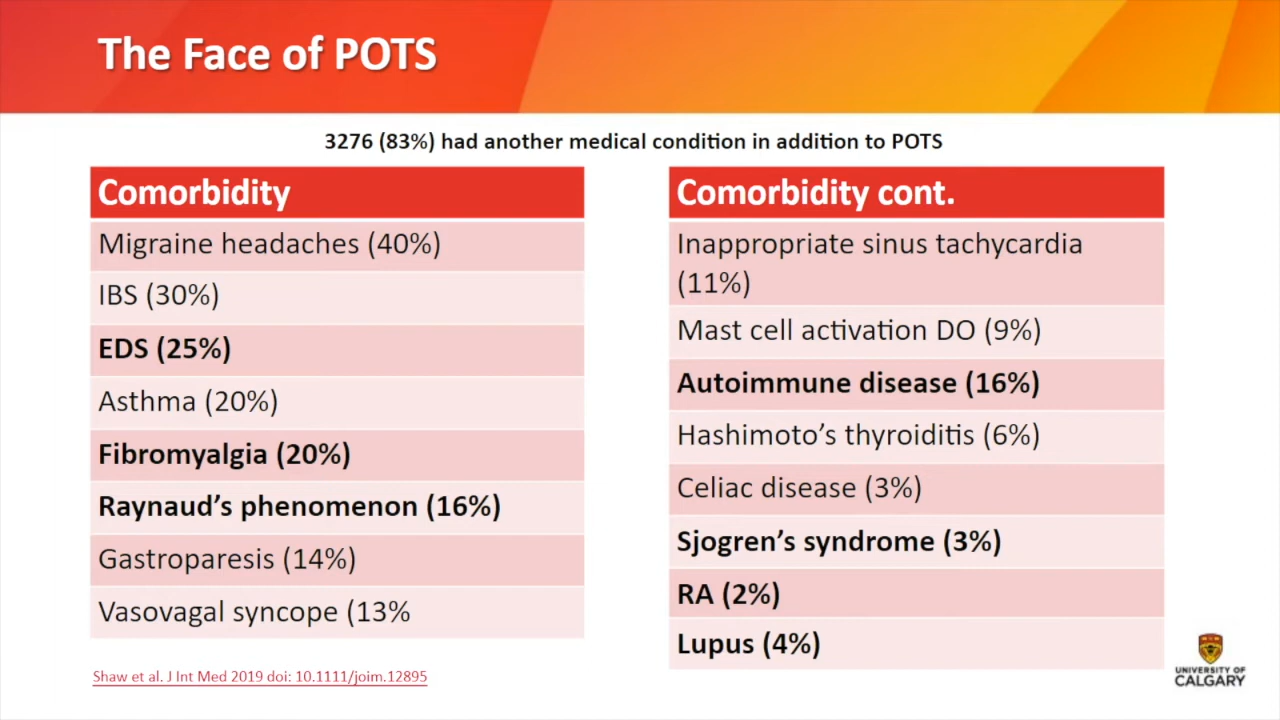 The Face of POTS
3276 (83%) had another medical condition in addition to POTS
Comorbidity
Migraine headaches (40%)
IBS (30%)
EDS (25%)
Asthma (20%)
Fibromyalgia (20%)
Raynaud’s phenomenon (16%)
Gastroparesis (14%)
Vasovagal syncope (13%
Comorbidity cont.
Inappropriate sinus tachycardia
(11%)
Mast cell activation DO (9%)
Autoimmune disease (16%)
Hashimoto’s thyroiditis (6%)
Celiac disease (3%)
Sjogren’s syndrome (3%)
RA (2%)
Lupus (4%)
Shaw et al. J Int Med 2019 doi: 10.1111/joim.12895
UNIVERSITY OF
CALGARY